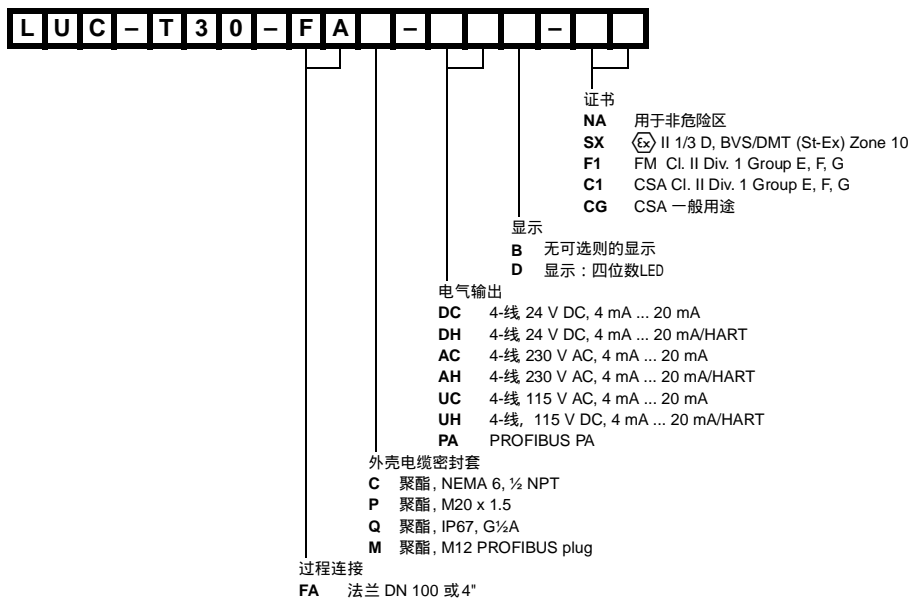 LUC–T30–FA –  –
证书
NA 用于非危险区
SX Ex II 1/3 D, BVS/DMT (St-Ex) Zone 10
F1 FM Cl. II Div. 1 Group E, F, G
C1 CSA Cl. II Div. 1 Group E, F, G
CG CSA 一般用途
显示
B 无可选则的显示
D 显示：四位数LED
电气输出
DC 4-线, 24 V DC, 4 mA ... 20 mA
DH 4-线, 24 V DC, 4 mA ... 20 mA/HART
AC 4-线, 230 V AC, 4 mA ... 20 mA
AH 4-线, 230 V AC, 4 mA ... 20 mA/HART
UC 4-线, 115 V AC, 4 mA ... 20 mA
UH 4-线, 115 V DC, 4 mA ... 20 mA/HART
PA PROFIBUS PA
外壳电缆密封套
C 聚酯, NEMA 6, ½ NPT
P 聚酯, M20 x 1.5
Q 聚酯, IP67, G½A
M 聚酯, M12 PROFIBUS plug
过程连接
FA 法兰 DN 100 或4"